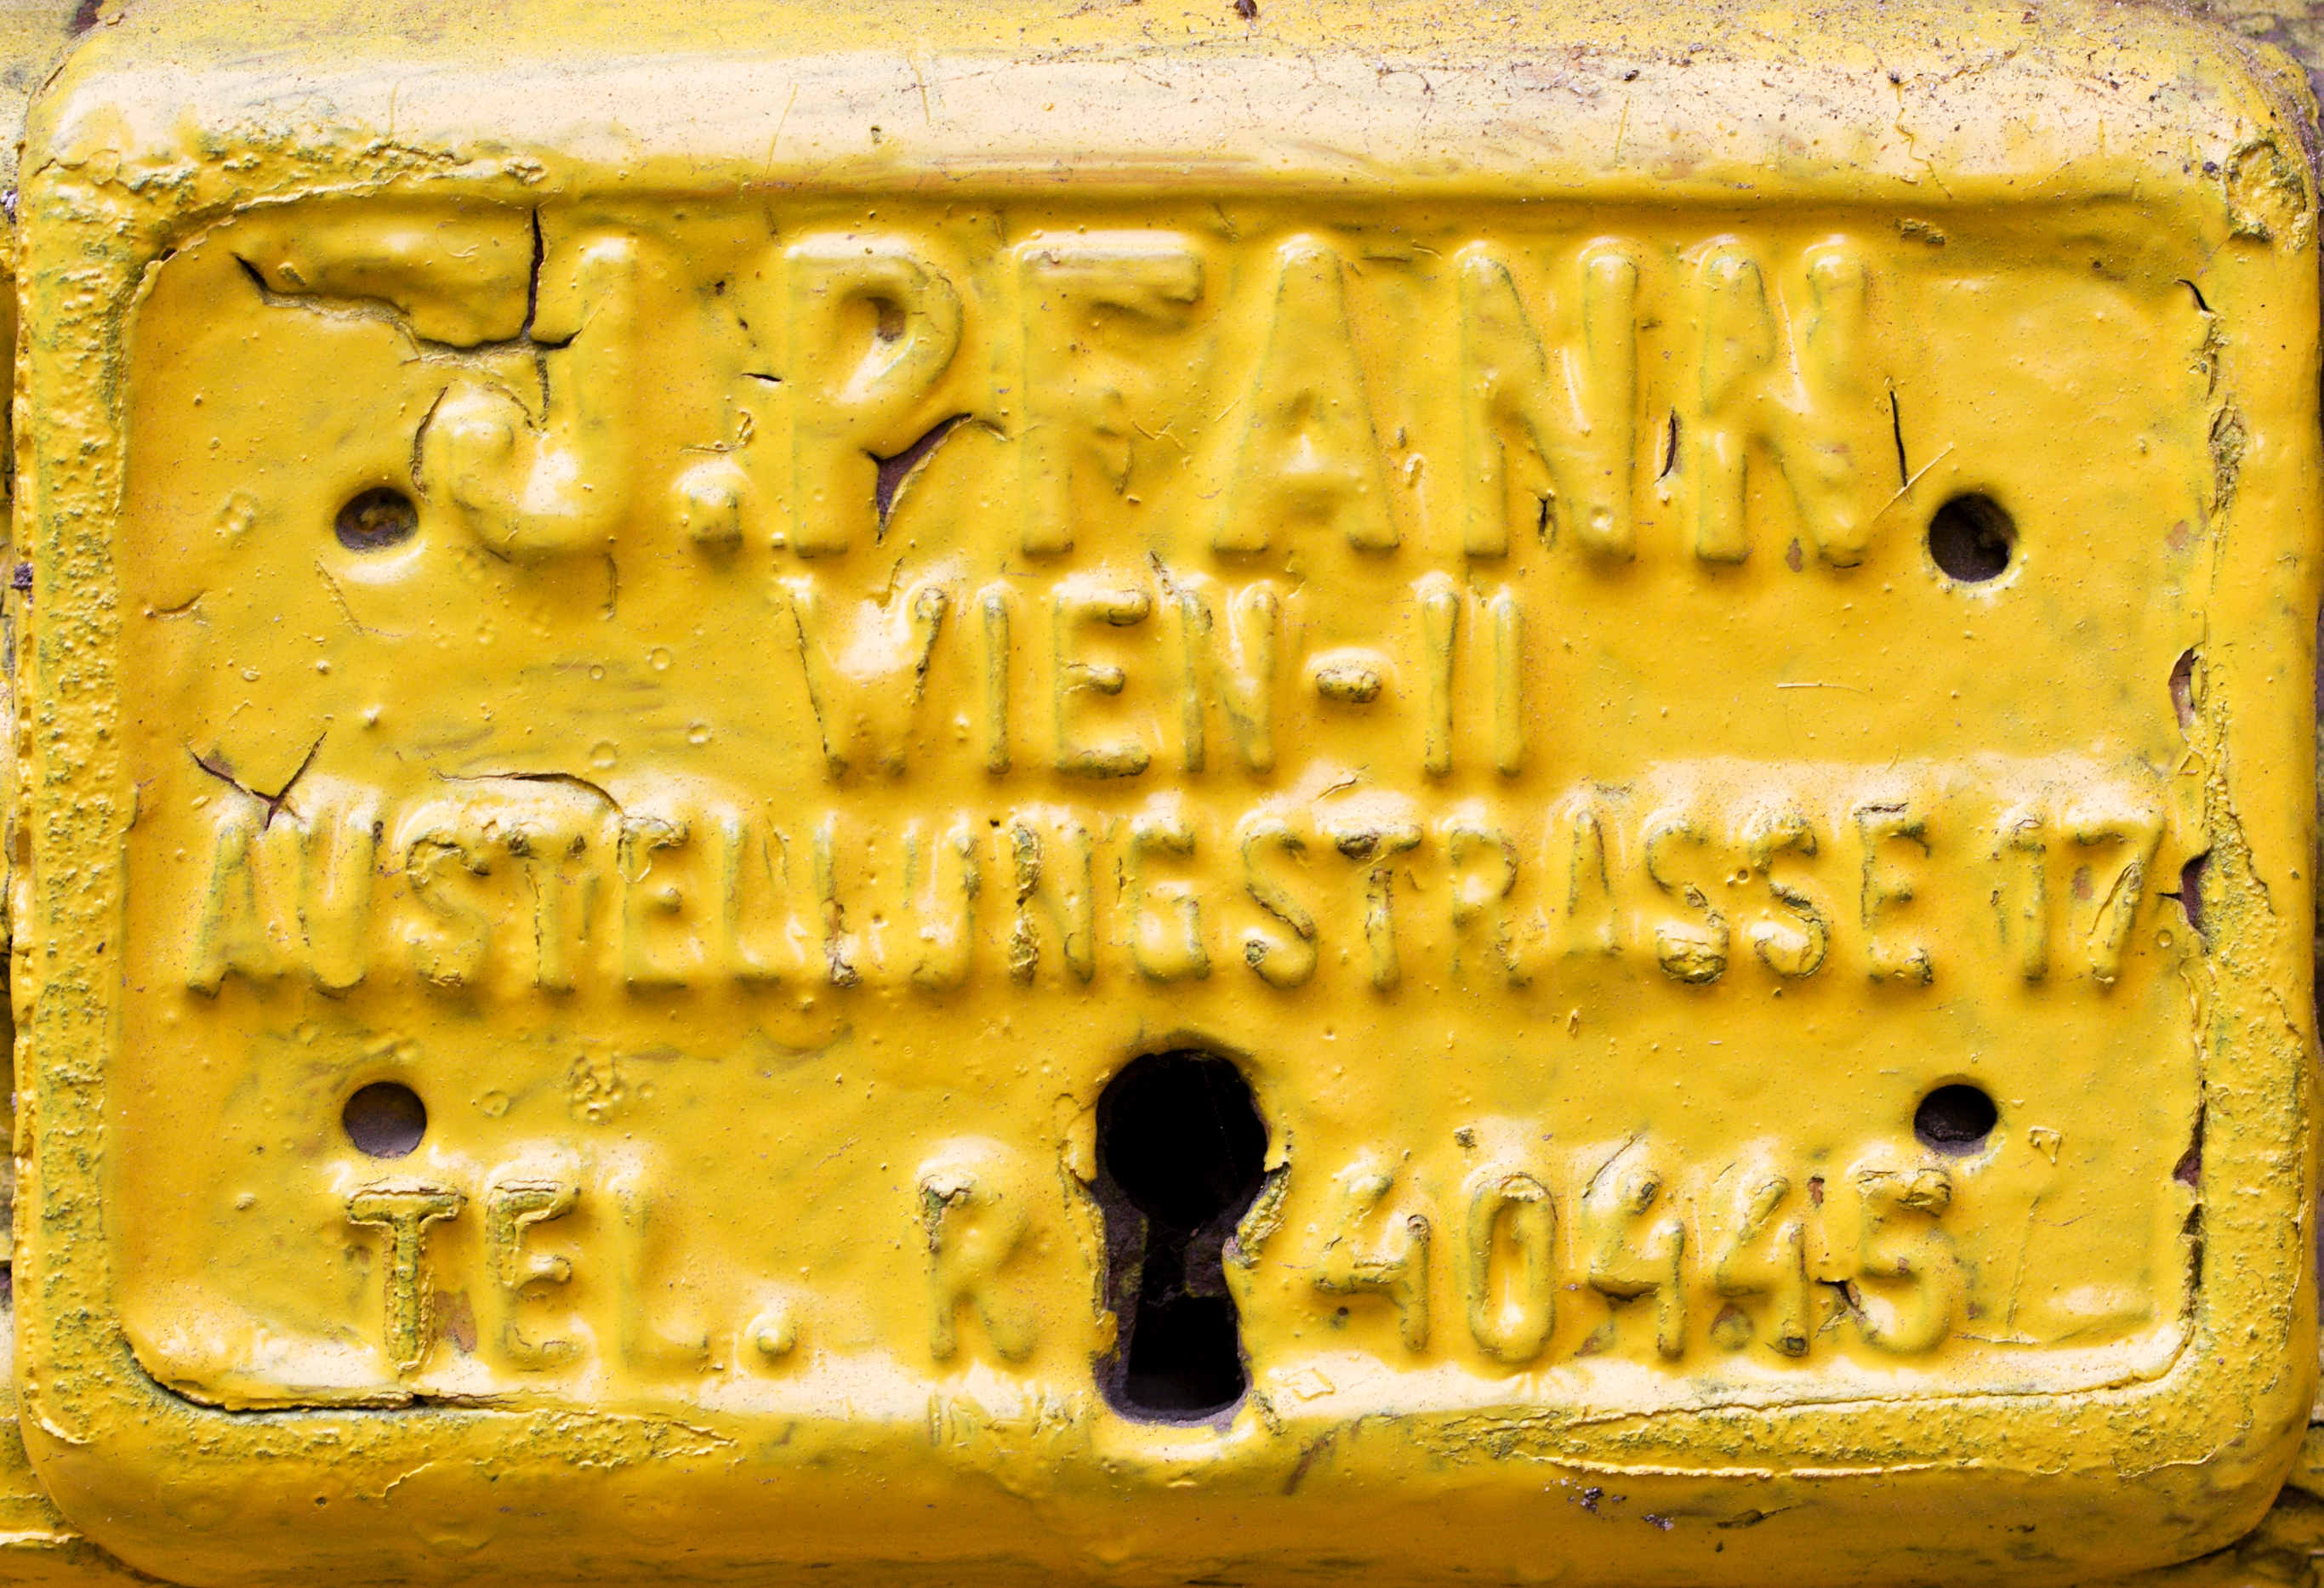 J.PFANN
WIEN-II
AUSTELLUNGSTRASSE 17
TEL. R 40445